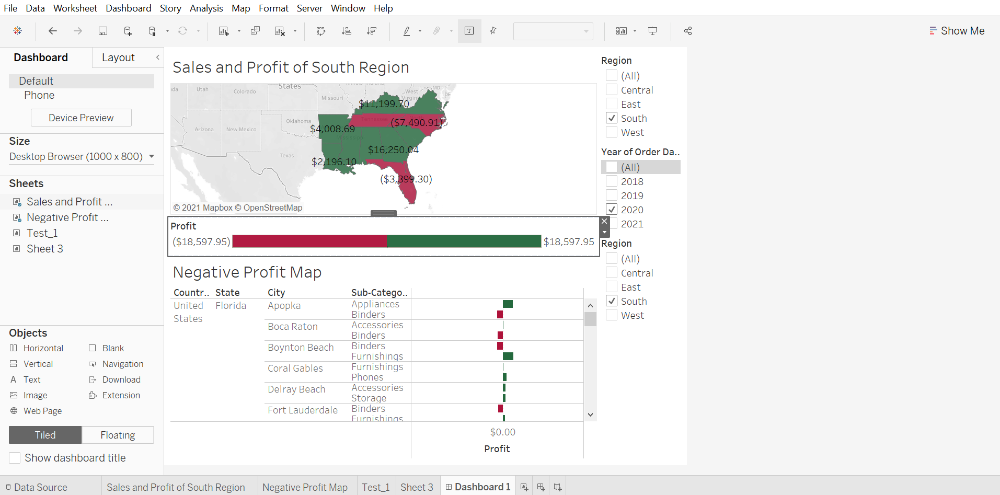 File Data Worksheet Dashboard Story Analysis Map Format Server Window Help
T
Show Me
Dashboard Layout
Default
Phone
Device Preview
Size
Desktop Browser (1000 x 800)
Sheets
Sales and Profit ...
Negative Profit ...
Test_1
Sheet 3
Objects
Horizontal Blank
Vertical Navigation
A Text Download
Image Extension
Web Page
Tiled Floating
Show dashboard title
Sales and Profit of South Region
States
Utah
Colorado
Missouri
West
Virginia
MD
DE
$11,199.70
Oklahoma
Tennessee
($7,490.91)
Arizona
New Mexico
$4,008.69
Mississippi
$16,250.04
Texas
$2,196.10
($3,399.30)
© 2021 Mapbox © OpenStreetMap
Profit
($18,597.95) $18,597.95
Negative Profit Map
Countr.. State City Sub-Catego..
United States Florida Apopka Appliances
Binders
Boca Raton Accessories
Binders
Boynton Beach Binders
Furnishings
Coral Gables Furnishings
Phones
Delray Beach Accessories
Storage
Fort Lauderdale Binders
Furnishings
$0.00
Profit
Region
(All)
Central
East
South
West
Year of Order Da..
(All)
2018
2019
2020
2021
Region
(All)
Central
East
South
West
Data Source Sales and Profit of South Region Negative Profit Map Test_1 Sheet 3 Dashboard 1